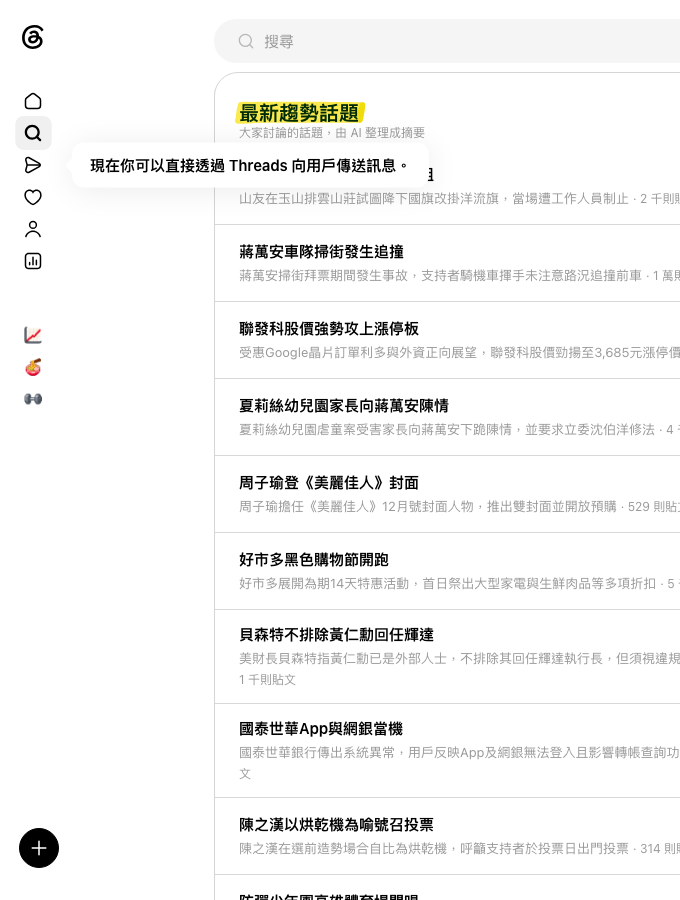 搜尋
最新趨勢話題
大家討論的話題，由 AI 整理成摘要
現在你可以直接透過 Threads 向用戶傳送訊息。
山友在玉山排雲山莊試圖降下國旗改掛洋流旗，當場遭工作人員制止 · 2 千則
蔣萬安車隊掃街發生追撞
蔣萬安掃街拜票期間發生事故，支持者騎機車揮手未注意路況追撞前車 · 1 萬
聯發科股價強勢攻上漲停板
受惠Google晶片訂單利多與外資正向展望，聯發科股價勁揚至3,685元漲停價
夏莉絲幼兒園家長向蔣萬安陳情
夏莉絲幼兒園虐童案受害家長向蔣萬安下跪陳情，並要求立委沈伯洋修法 · 4
周子瑜登《美麗佳人》封面
周子瑜擔任《美麗佳人》12月號封面人物，推出雙封面並開放預購 · 529 則貼
好市多黑色購物節開跑
好市多展開為期14天特惠活動，首日祭出大型家電與生鮮肉品等多項折扣 · 5
貝森特不排除黃仁勳回任輝達
美財長貝森特指黃仁勳已是外部人士，不排除其回任輝達執行長，但須視違規
1 千則貼文
國泰世華App與網銀當機
國泰世華銀行傳出系統異常，用戶反映App及網銀無法登入且影響轉帳查詢功
文
陳之漢以烘乾機為喻號召投票
陳之漢在選前造勢場合自比為烘乾機，呼籲支持者於投票日出門投票 · 314 則